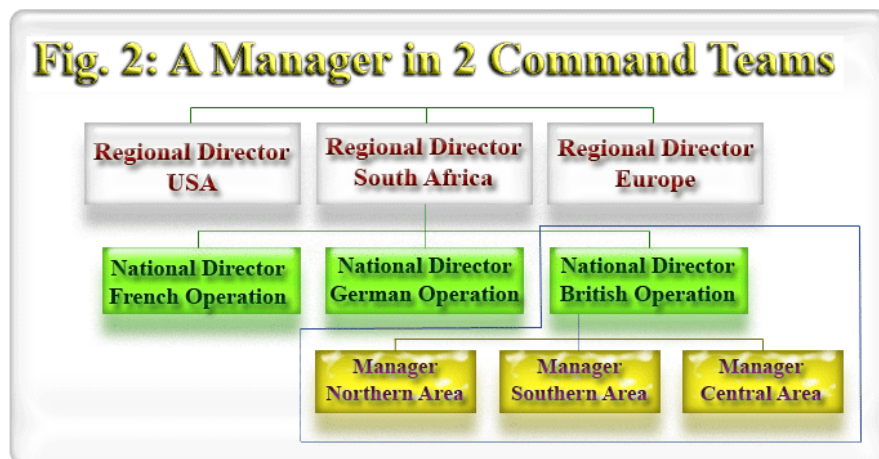 Fig. 2: A Manager in 2 Command Teams
Regional Director
USA
Regional Director
South Africa
Regional Director
Europe
National Director
French Operation
National Director
German Operation
National Director
British Operation
Manager
Northern Area
Manager
Southern Area
Manager
Central Area